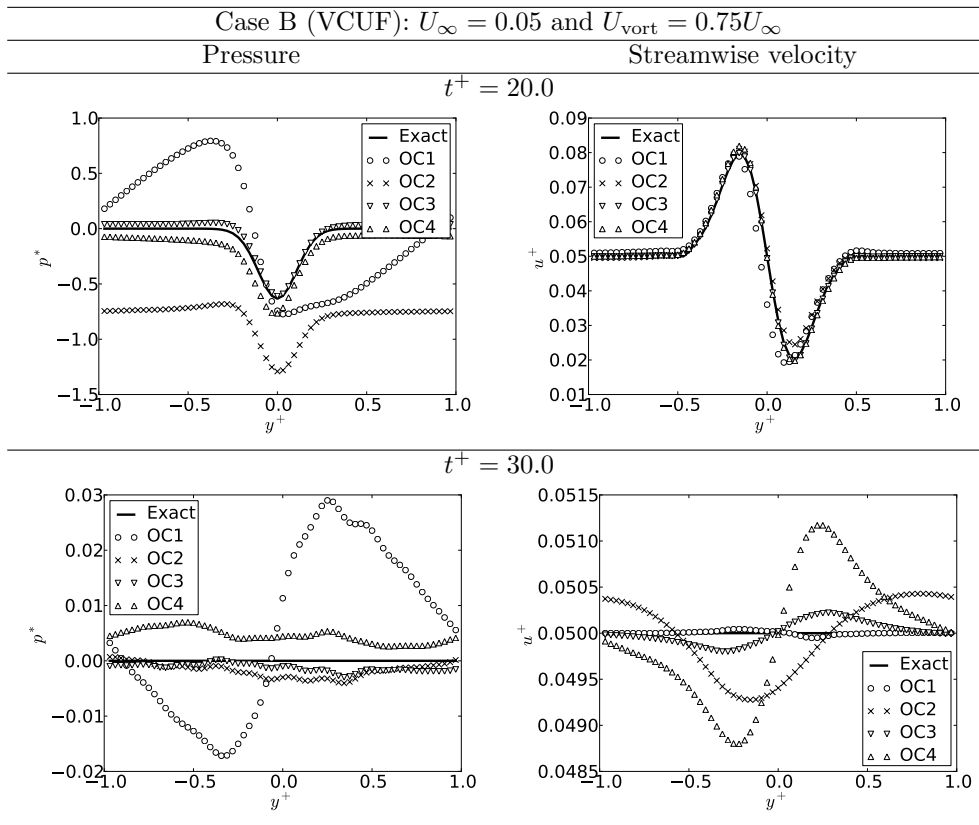 Case B (VCUF): U∞ = 0.05 and Uvort = 0.75U∞
Pressure Streamwise velocity
t+ = 20.0
1.0
0.5
0.0
−0.5
−1.0
−1.5
−1.0 −0.5 0.0 0.5 1.0
p*
y+
Exact
OC1
OC2
OC3
OC4
0.09
0.08
0.07
0.06
0.05
0.04
0.03
0.02
0.01
−1.0 −0.5 0.0 0.5 1.0
u+
y+
Exact
OC1
OC2
OC3
OC4
t+ = 30.0
0.03
0.02
0.01
0.00
−0.01
−0.02
−1.0 −0.5 0.0 0.5 1.0
p*
y+
Exact
OC1
OC2
OC3
OC4
0.0515
0.0510
0.0505
0.0500
0.0495
0.0490
0.0485
−1.0 −0.5 0.0 0.5 1.0
u+
y+
Exact
OC1
OC2
OC3
OC4